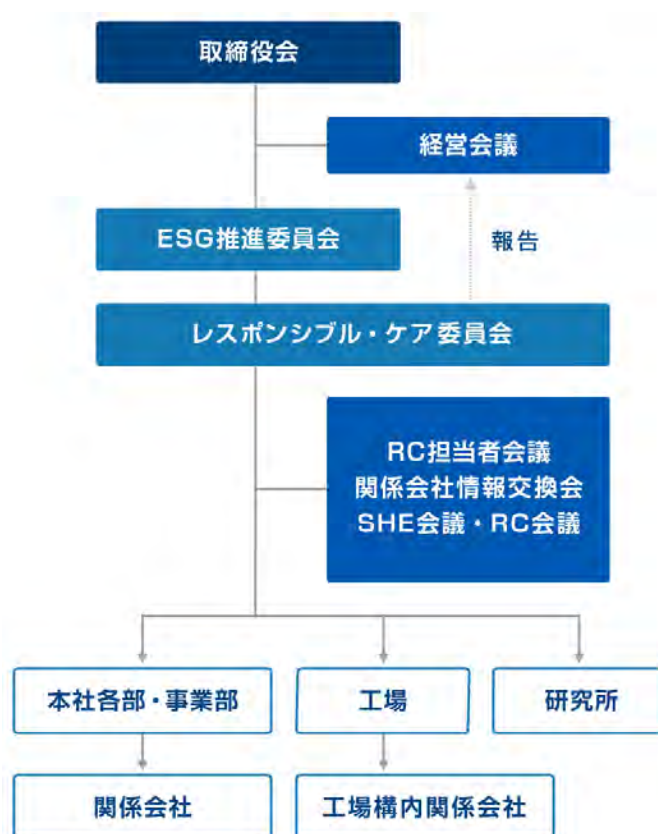 取締役会
経営会議
ESG推進委員会
報告
レスポンシブル・ケア委員会
RC担当者会議
関係会社情報交換会
SHE会議・RC会議
本社各部・事業部
工場
研究所
関係会社
工場構内関係会社